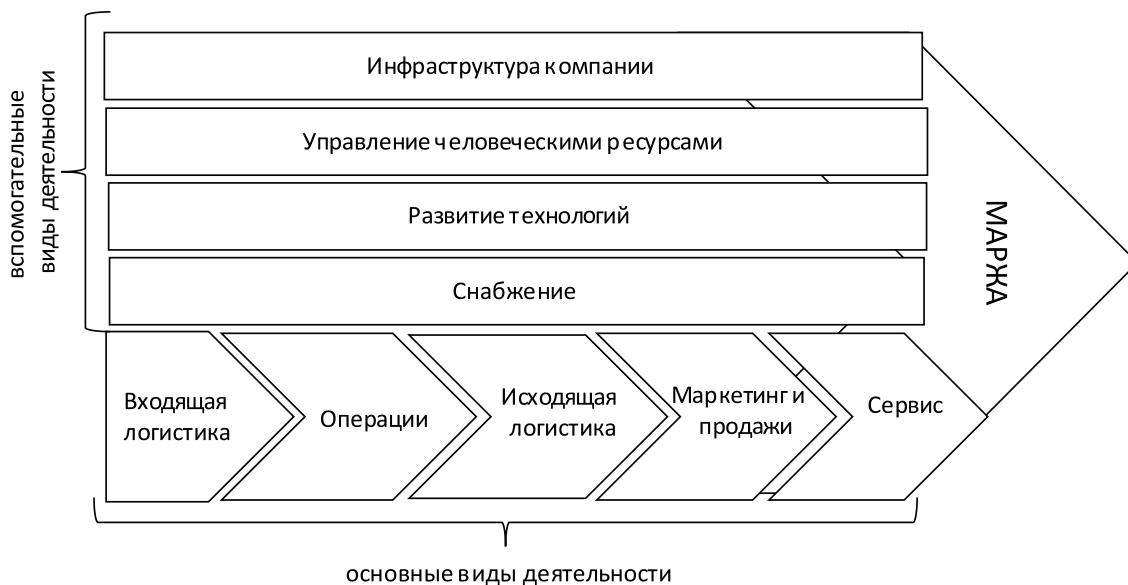 вспомогательные
виды деятельности
Инфраструктура компании
Управление человеческими ресурсами
Развитие технологий
Снабжение
МАРЖА
Входящая
логистика
Операции
Исходящая
логистика
Маркетинг и
продажи
Сервис
основные виды деятельности